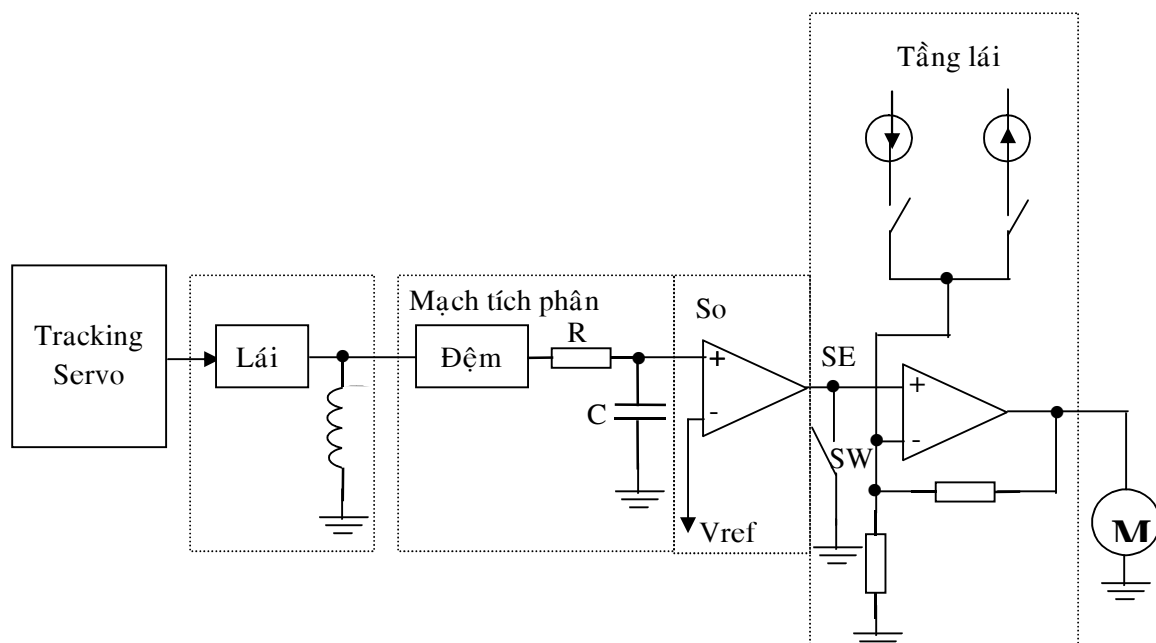 Tầng lái
Mạch tích phân
So
Tracking
Servo
Lái
Đệm
R
+
SE
+
C
-
SW
-
Vref
M